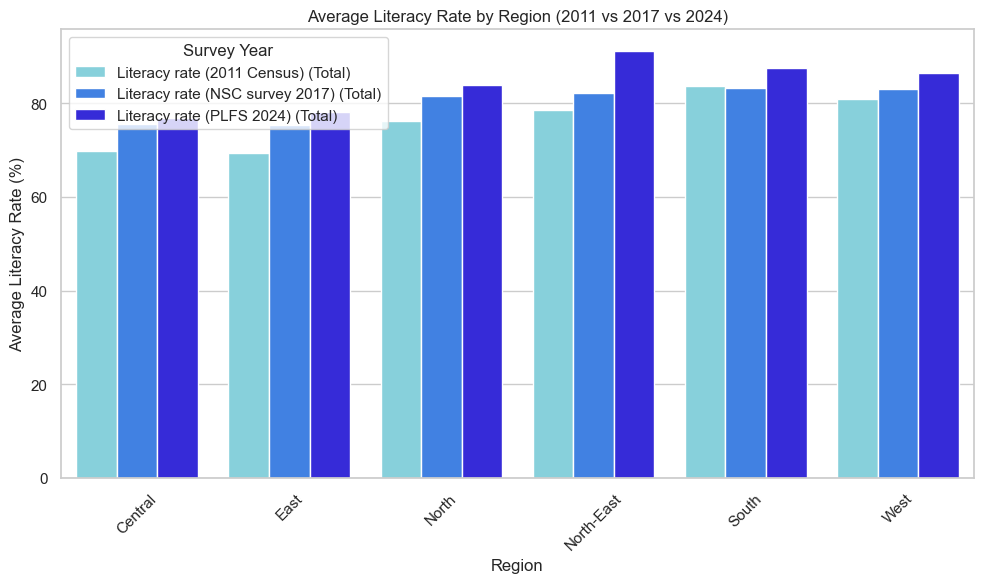 Average Literacy Rate by Region (2011 vs 2017 vs 2024)
Survey Year
Literacy rate (2011 Census) (Total)
Literacy rate (NSC survey 2017) (Total)
Literacy rate (PLFS 2024) (Total)
Average Literacy Rate (%)
80
60
40
20
0
Central
East
North
North-East
South
West
Region